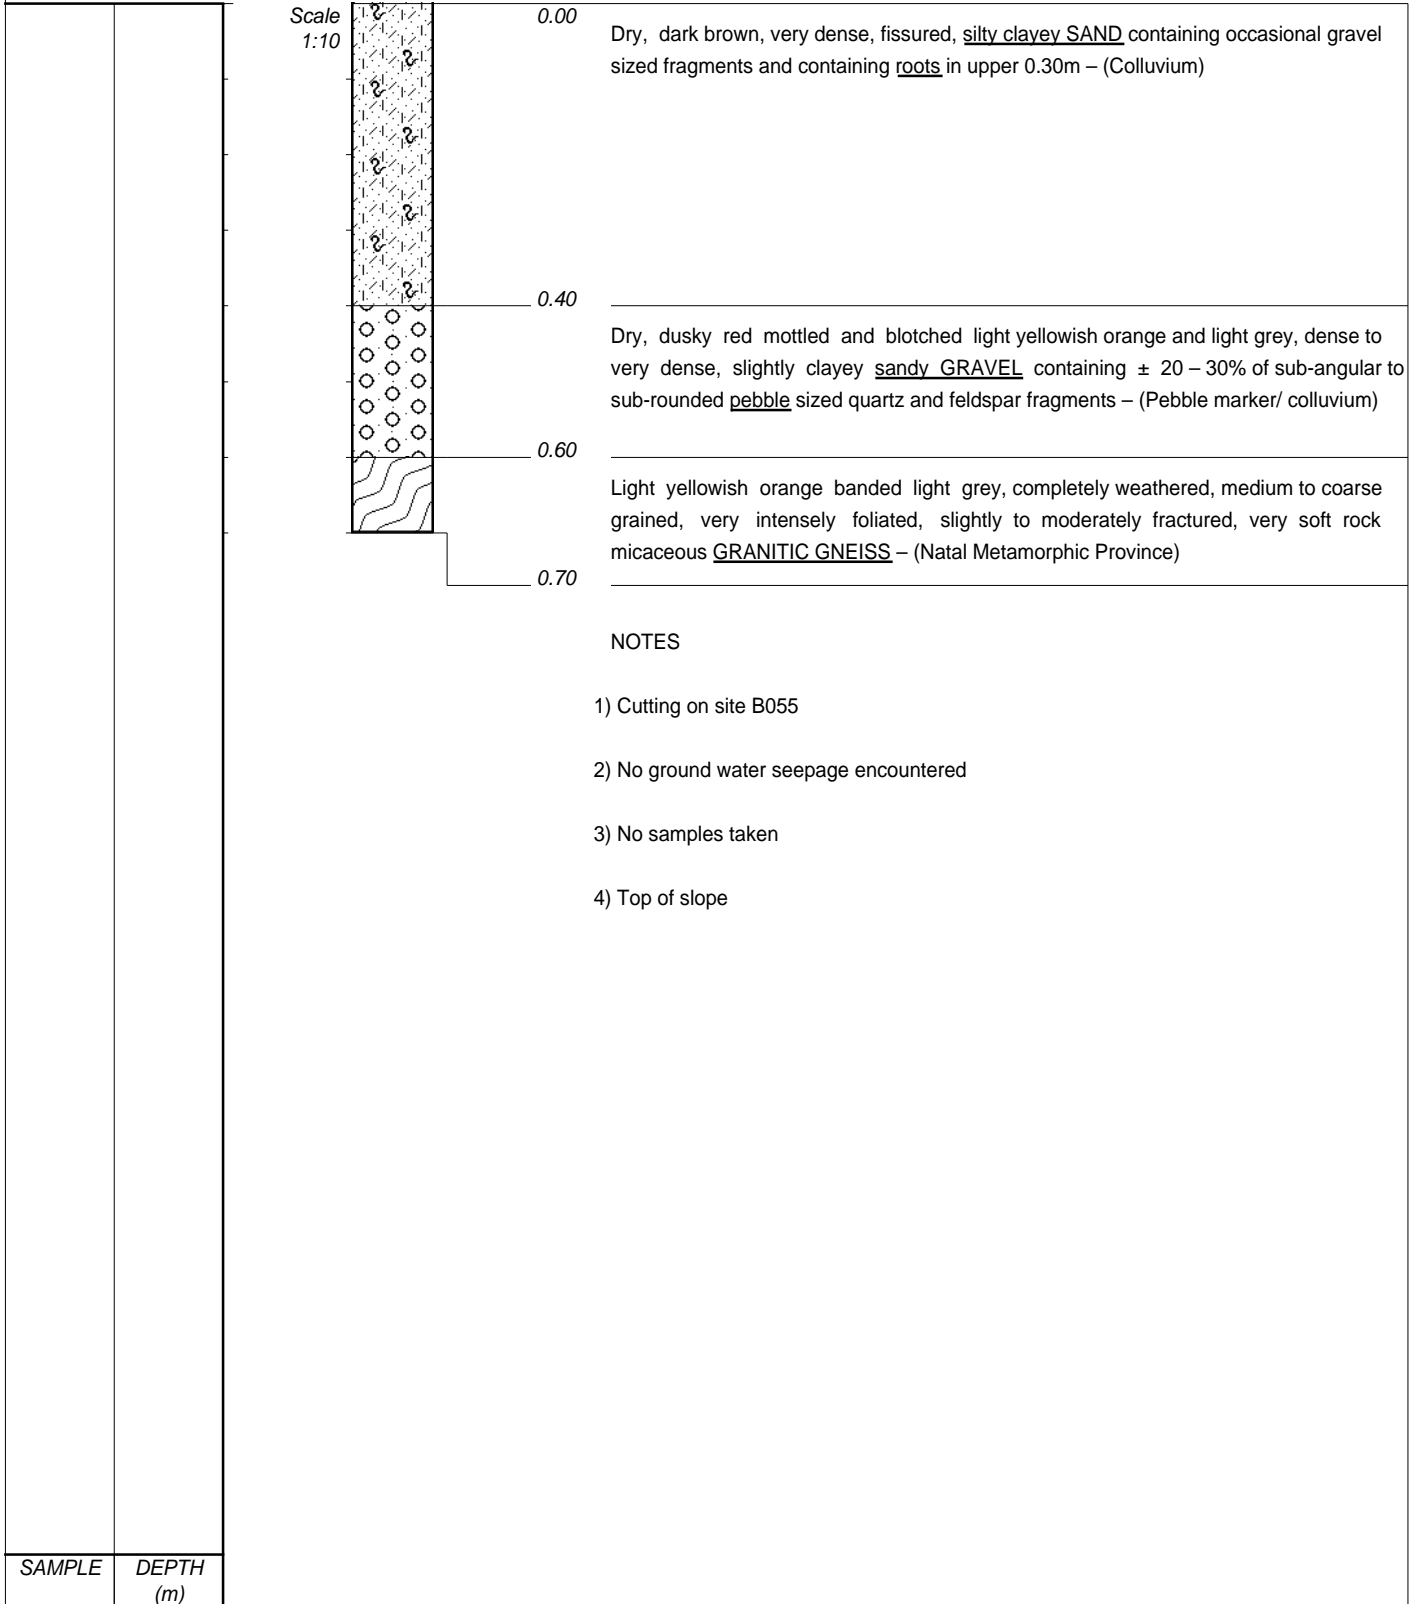 Scale
1:10
0.00
Dry, dark brown, very dense, fissured, silty clayey SAND containing occasional gravel
sized fragments and containing roots in upper 0.30m – (Colluvium)
0.40
Dry, dusky red mottled and blotched light yellowish orange and light grey, dense to
very dense, slightly clayey sandy GRAVEL containing ± 20 – 30% of sub-angular to
sub-rounded pebble sized quartz and feldspar fragments – (Pebble marker/ colluvium)
0.60
Light yellowish orange banded light grey, completely weathered, medium to coarse
grained, very intensely foliated, slightly to moderately fractured, very soft rock
micaceous GRANITIC GNEISS – (Natal Metamorphic Province)
0.70
NOTES
1) Cutting on site B055
2) No ground water seepage encountered
3) No samples taken
4) Top of slope
SAMPLE DEPTH
(m)